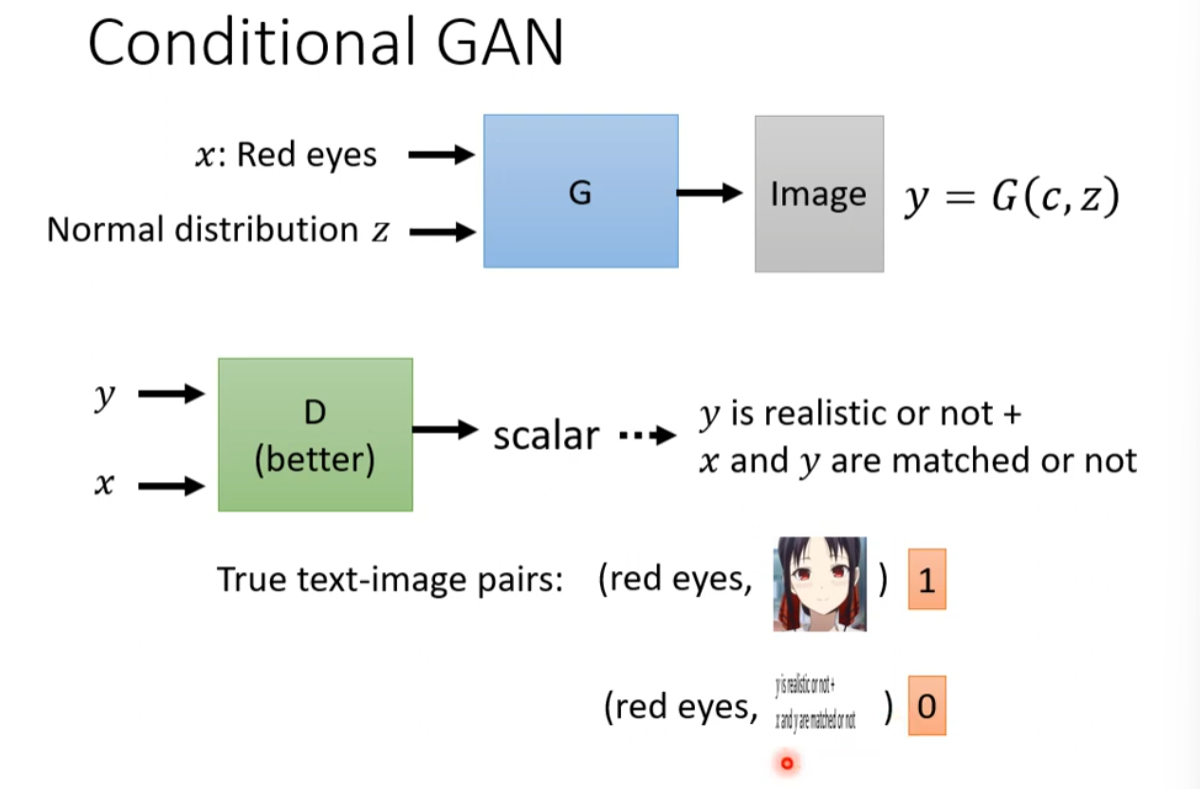 Conditional GAN
x: Red eyes
G
Image
y = G(c, z)
Normal distribution z
y
D
(better)
scalar
y is realistic or not +
x and y are matched or not
x
True text-image pairs:
(red eyes,
)
1
(red eyes,
y is realistic or not +
x and y are matched or not
)
0